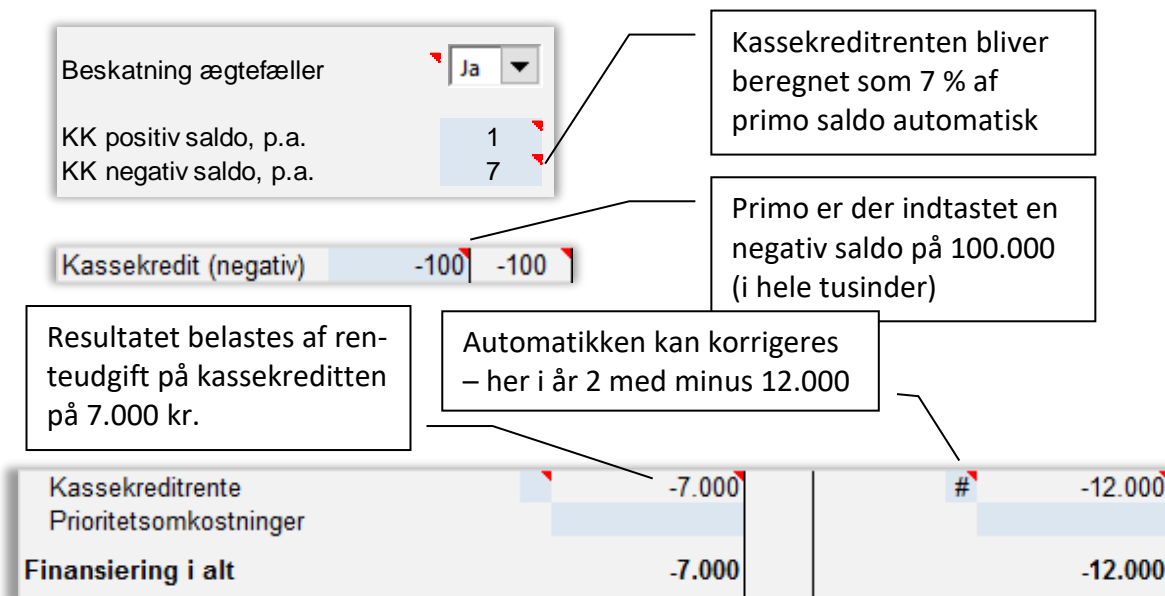 Beskatning ægtefæller Ja
KK positiv saldo, p.a. 1
KK negativ saldo, p.a. 7
Kassekreditrenten bliver
beregnet som 7 % af
primo saldo automatisk
Kassekredit (negativ) -100 -100
Primo er der indtastet en
negativ saldo på 100.000
(i hele tusinder)
Resultatet belastes af ren-
teudgift på kassekreditten
på 7.000 kr.
Automatikken kan korrigeres
– her i år 2 med minus 12.000
Kassekreditrente -7.000 # -12.000
Prioritetsomkostninger
Finansiering i alt -7.000 -12.000